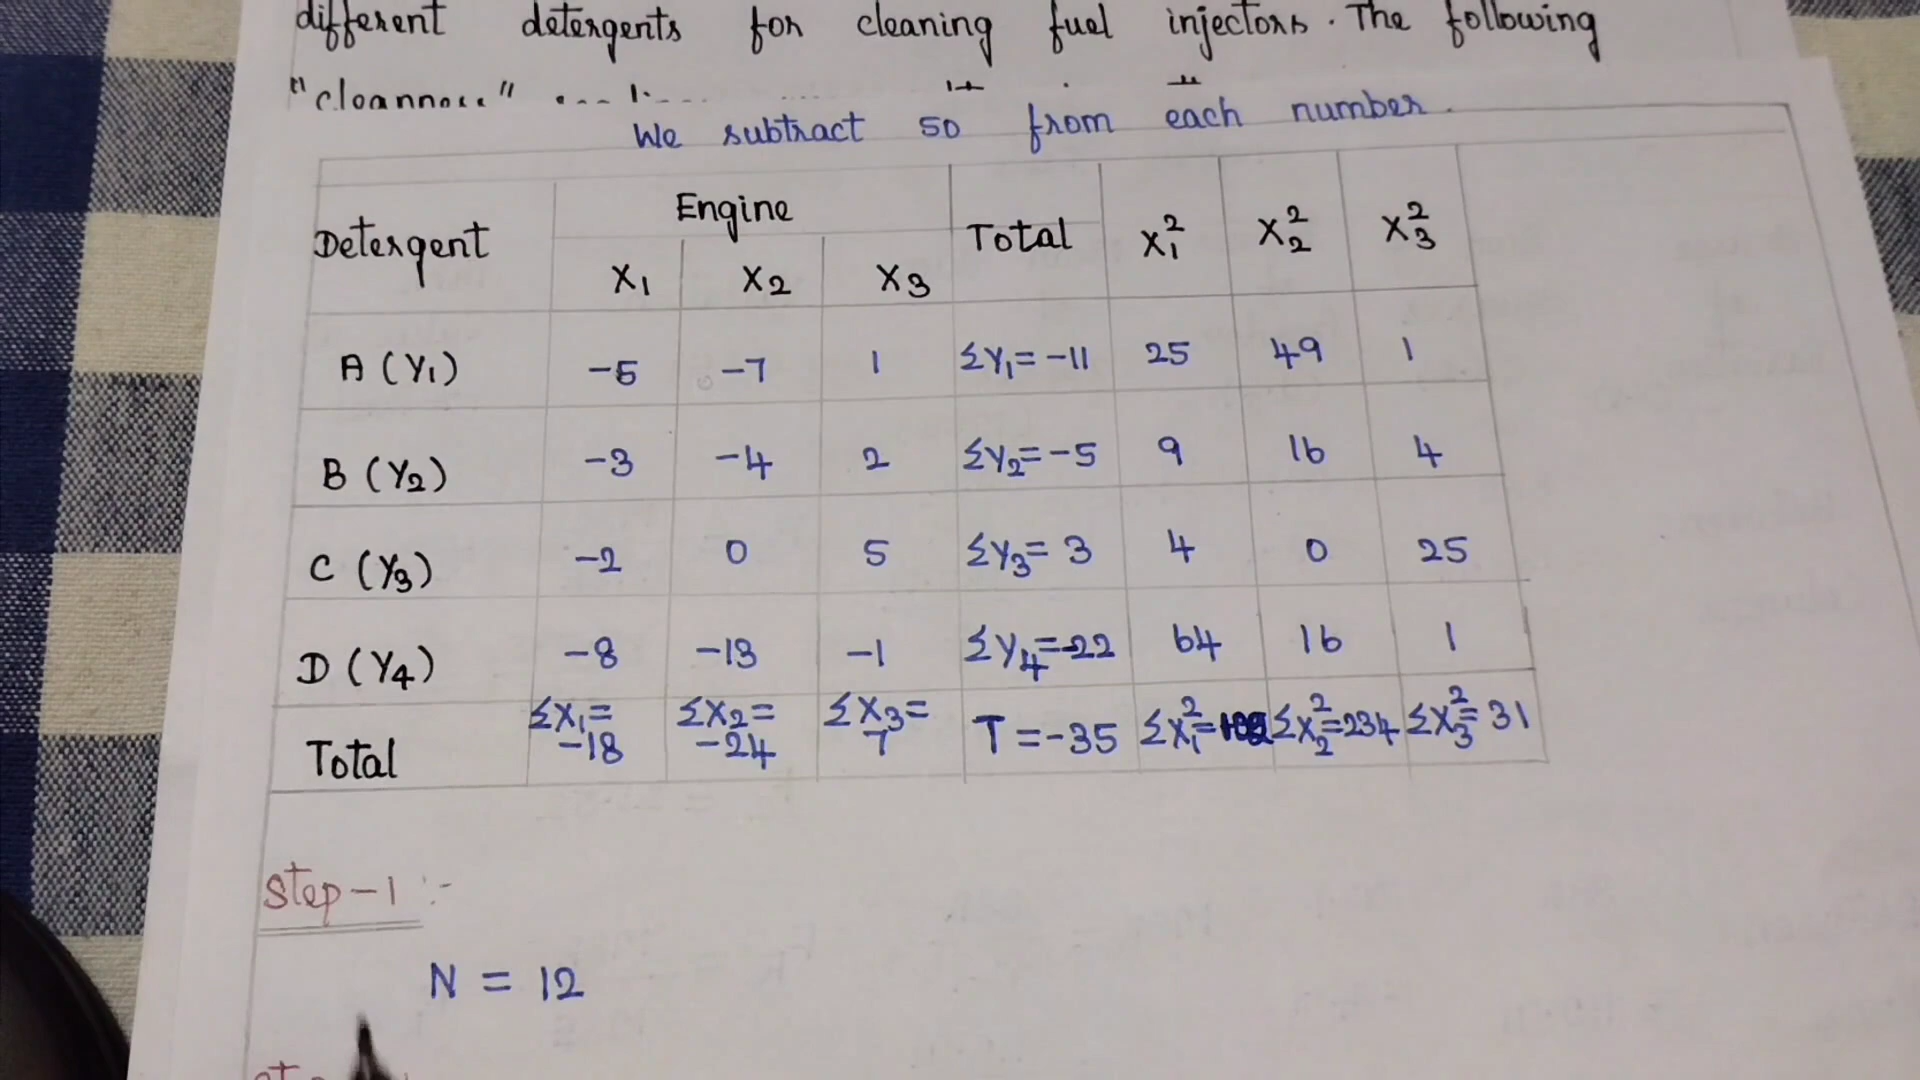 different detergents for cleaning fuel injectors. The following
We subtract 50 from each number.
Detergent Engine Total X₁² X₂² X₃²
X₁ X₂ X₃
A (Y₁) -5 -7 1 ΣY₁= -11 25 49 1
B (Y₂) -3 -4 2 ΣY₂= -5 9 16 4
C (Y₃) -2 0 5 ΣY₃= 3 4 0 25
D (Y₄) -8 -13 -1 ΣY₄=-22 64 16 1
Total ΣX₁= -18 ΣX₂= -24 ΣX₃= 7 T =-35 ΣX₁²= ΣX₂²=234 ΣX₃²= 31
Step-1 :-
N = 12